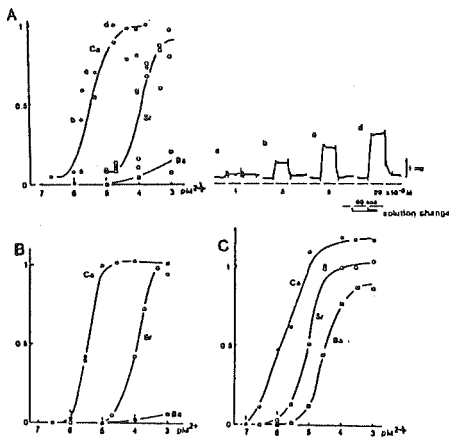 A
1
0.5
0
Ca
Sr
Ba
d
b
a
g
7 6 5 4 3 pM²⁺
a b c d
1 20 ×10⁻⁶M
60 sec
solution change
B
1
0.5
0
Ca
Sr
Ba
7 6 5 4 3 pM²⁺
C
1
0.5
0
Ca
Sr
Ba
7 6 5 4 3 pM²⁺